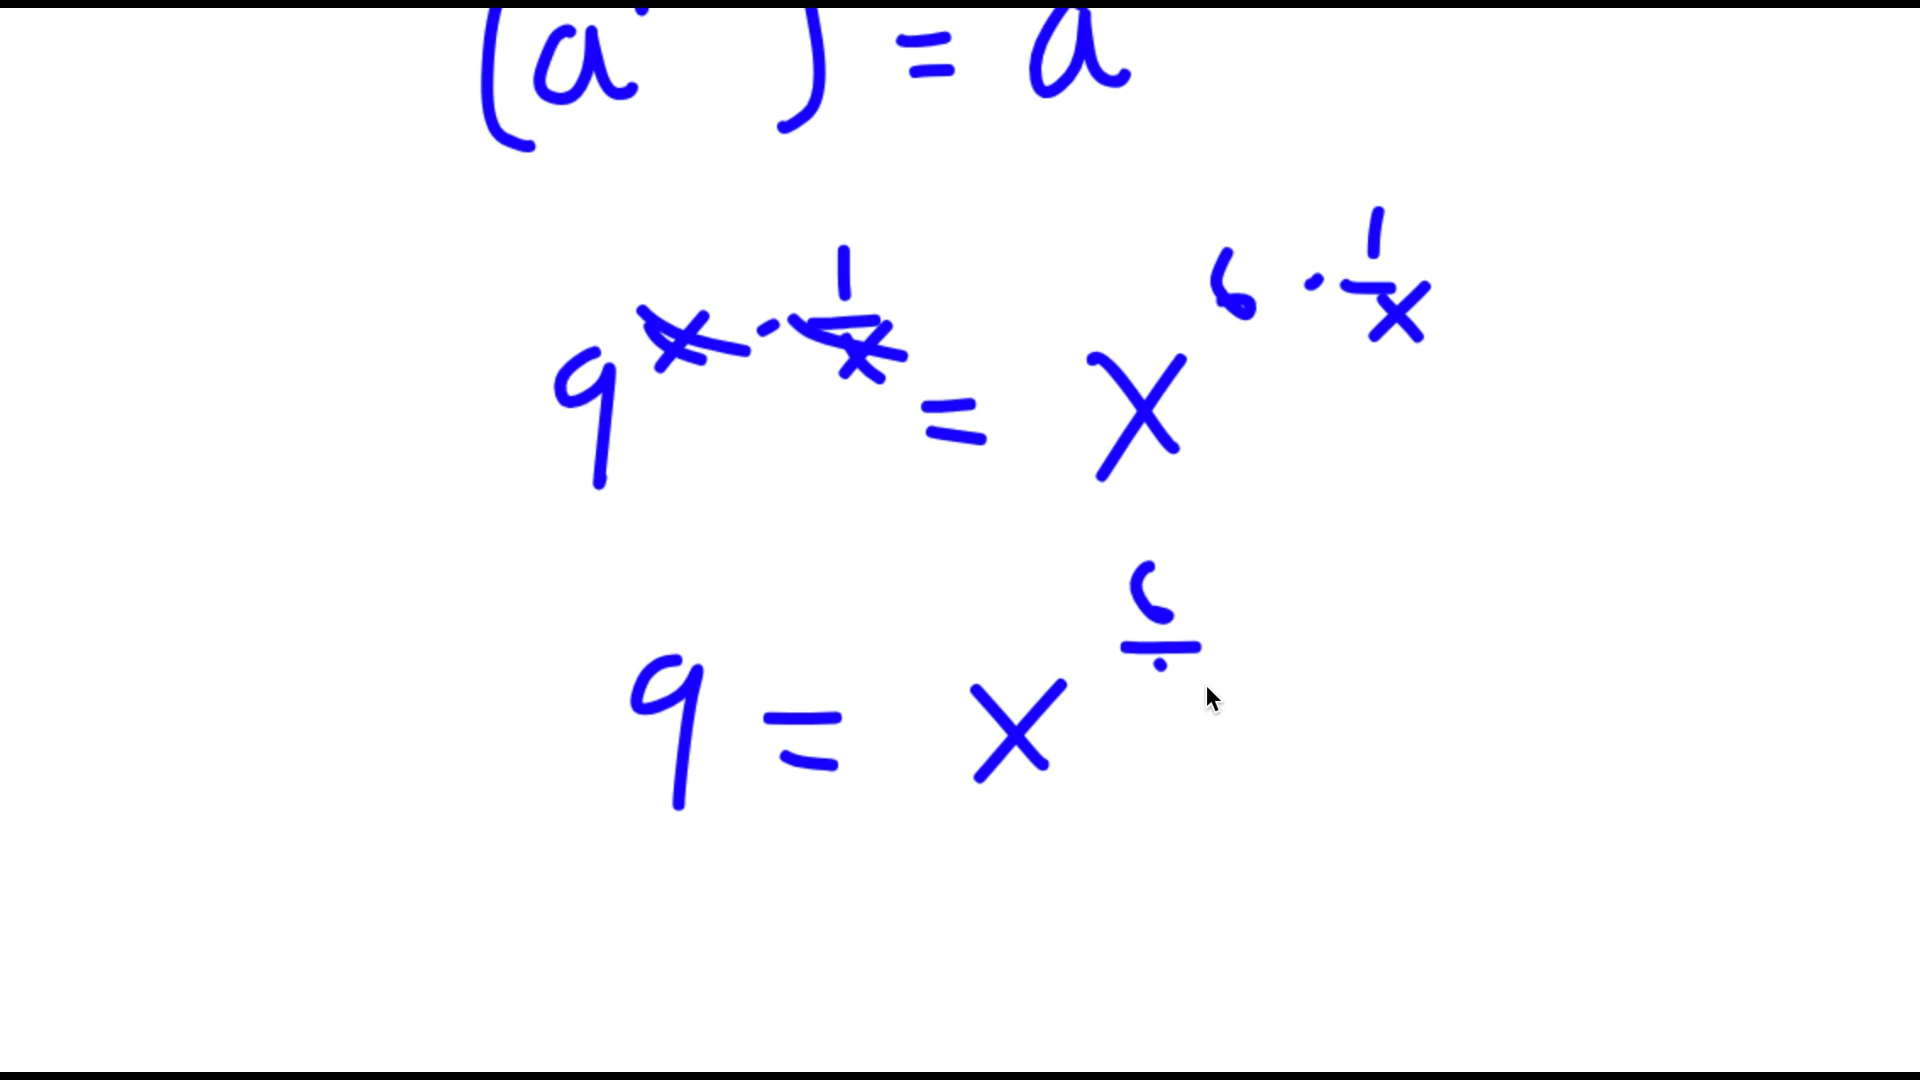 (a) = a
9^{x · 1/x} = x^{6 · 1/x}
9 = x^{6/}